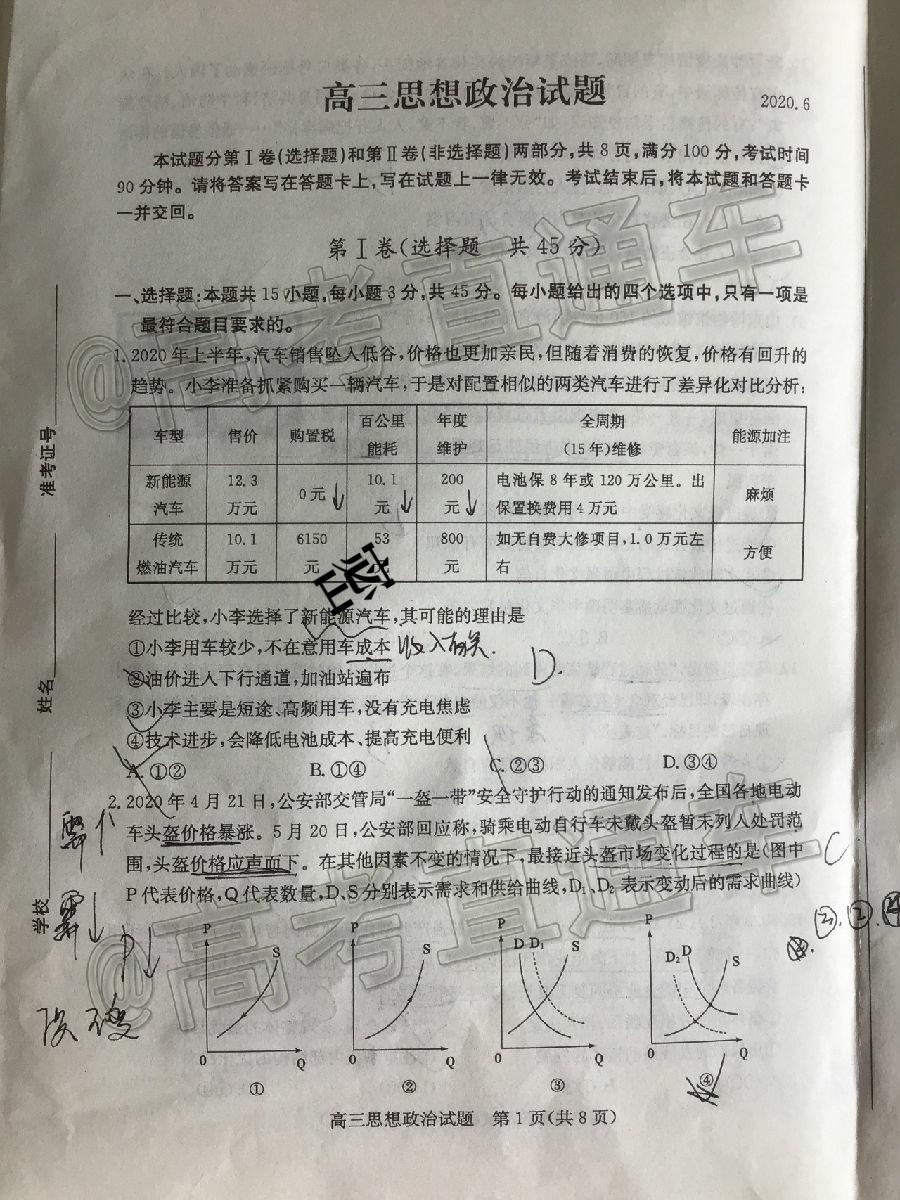 高三思想政治试题
2020.6
本试题分第Ⅰ卷(选择题)和第Ⅱ卷(非选择题)两部分,共8页,满分100分,考试时间
90分钟。请将答案写在答题卡上,写在试题上一律无效。考试结束后,将本试题和答题卡
一并交回。
第Ⅰ卷(选择题 共45分)
一、选择题:本题共15小题,每小题3分,共45分。每小题给出的四个选项中,只有一项是
最符合题目要求的。
1.2020年上半年,汽车销售坠入低谷,价格也更加亲民,但随着消费的恢复,价格有回升的
趋势。小李准备抓紧购买一辆汽车,于是对配置相似的两类汽车进行了差异化对比分析:
车型 售价 购置税 百公里能耗 年度维护 全周期(15年)维修 能源加注
新能源汽车 12.3万元 0元 10.1元 200元 电池保8年或120万公里。出保置换费用4万元 麻烦
传统燃油汽车 10.1万元 6150元 53元 800元 如无自费大修项目,1.0万元左右 方便
密
经过比较,小李选择了新能源汽车,其可能的理由是
①小李用车较少,不在意用车成本 收入有关.
②油价进入下行通道,加油站遍布
D.
③小李主要是短途、高频用车,没有充电焦虑
④技术进步,会降低电池成本、提高充电便利
A.①② B.①④ C.②③ D.③④
2.2020年4月21日,公安部交管局“一盔一带”安全守护行动的通知发布后,全国各地电动
车头盔价格暴涨。5月20日,公安部回应称,骑乘电动自行车未戴头盔暂未列入处罚范
围,头盔价格应声而下。在其他因素不变的情况下,最接近头盔市场变化过程的是(图中
P代表价格,Q代表数量,D、S分别表示需求和供给曲线,D₁、D₂表示变动后的需求曲线)
C
需↑
需↓
P↓
③.②.④
P S 0 Q ①
P S 0 Q ②
P D D₁ S 0 Q ③
P D₂ D S 0 Q ④
高三思想政治试题 第1页(共8页)
准考证号
姓名
学校
@高考直通车
@高考直通车